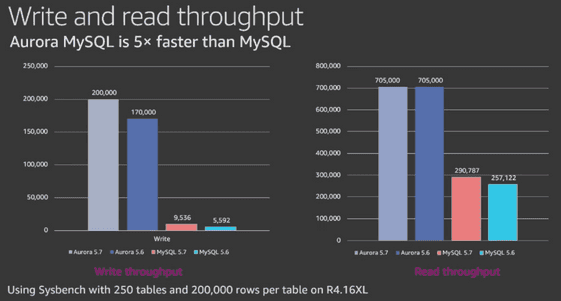 Write and read throughput
Aurora MySQL is 5× faster than MySQL
250,000
200,000
150,000
100,000
50,000
0
200,000
170,000
9,536
5,592
Write
Aurora 5.7 Aurora 5.6 MySQL 5.7 MySQL 5.6
Write throughput
800,000
700,000
600,000
500,000
400,000
300,000
200,000
100,000
0
705,000
705,000
290,787
257,122
Aurora 5.7 Aurora 5.6 MySQL 5.7 MySQL 5.6
Read throughput
Using Sysbench with 250 tables and 200,000 rows per table on R4.16XL